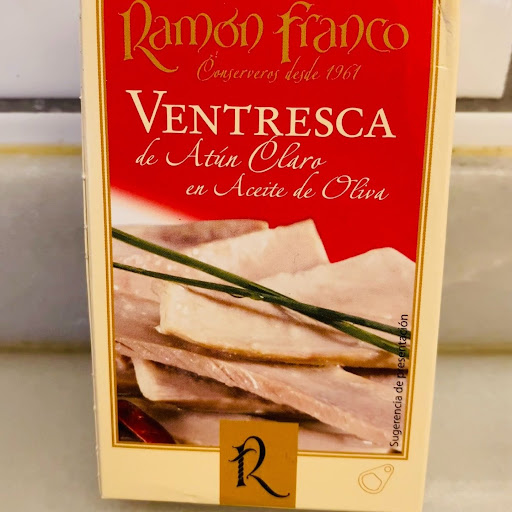 Ramón Franco
Conserveros desde 1961
VENTRESCA
de Atún Claro
en Aceite de Oliva
Sugerencia de presentación
R